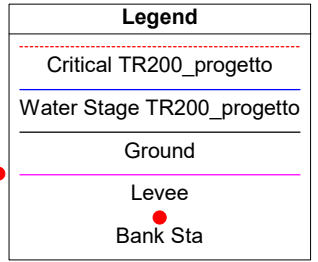 Legend
Critical TR200_progetto
Water Stage TR200_progetto
Ground
Levee
Bank Sta